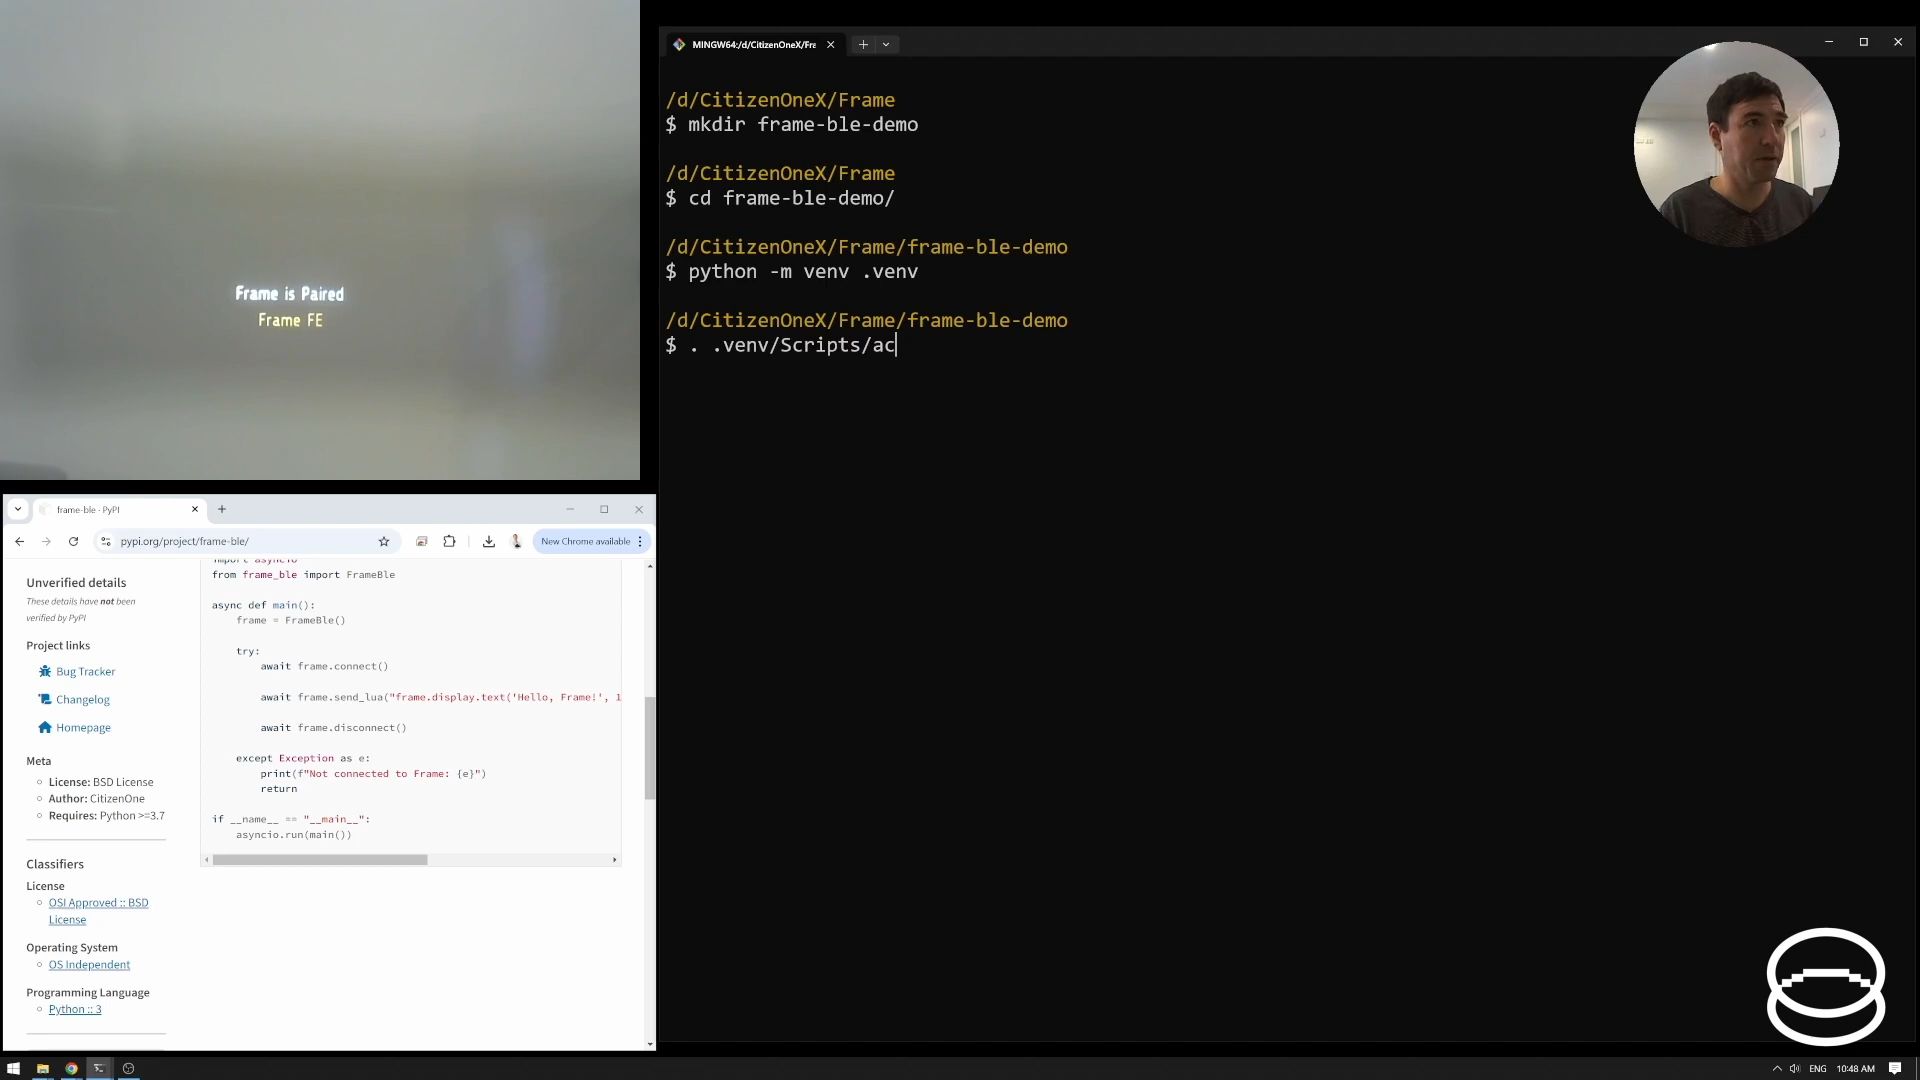 Frame is Paired
Frame FE
MINGW64:/d/CitizenOneX/Fra
/d/CitizenOneX/Frame
$ mkdir frame-ble-demo
/d/CitizenOneX/Frame
$ cd frame-ble-demo/
/d/CitizenOneX/Frame/frame-ble-demo
$ python -m venv .venv
/d/CitizenOneX/Frame/frame-ble-demo
$ . .venv/Scripts/ac
frame-ble · PyPI
pypi.org/project/frame-ble/
New Chrome available
Unverified details
These details have not been
verified by PyPI
Project links
Bug Tracker
Changelog
Homepage
Meta
License: BSD License
Author: CitizenOne
Requires: Python >=3.7
Classifiers
License
OSI Approved :: BSD
License
Operating System
OS Independent
Programming Language
Python :: 3
import asyncio
from frame_ble import FrameBle
async def main():
frame = FrameBle()
try:
await frame.connect()
await frame.send_lua("frame.display.text('Hello, Frame!', 1
await frame.disconnect()
except Exception as e:
print(f"Not connected to Frame: {e}")
return
if __name__ == "__main__":
asyncio.run(main())
ENG
10:48 AM